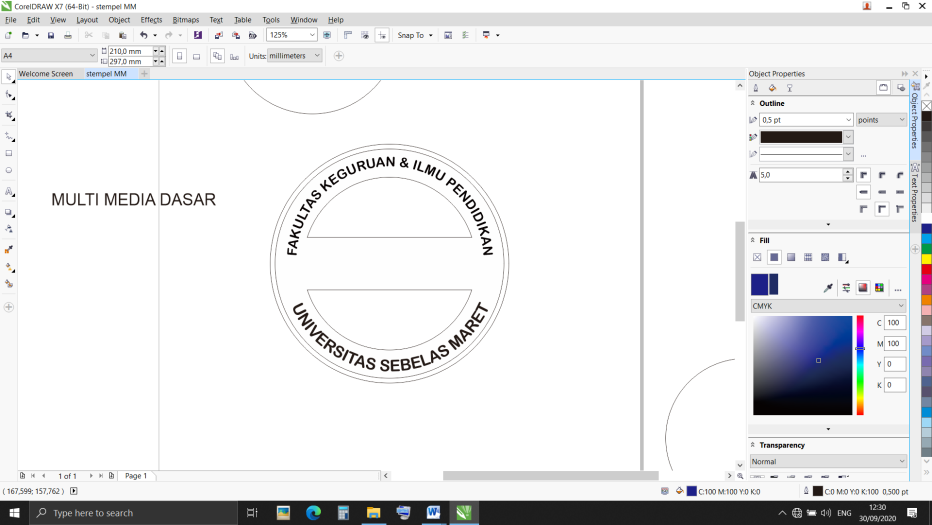 CorelDRAW X7 (64-Bit) - stempel MM
File Edit View Layout Object Effects Bitmaps Text Table Tools Window Help
125% Snap To
A4 210,0 mm Units: millimeters
297,0 mm
Welcome Screen stempel MM Object Properties
Outline
0,5 pt points
5,0
Object Properties
Text Properties
MULTI MEDIA DASAR
FAKULTAS KEGURUAN & ILMU PENDIDIKAN
UNIVERSITAS SEBELAS MARET
Fill
CMYK
C 100
M 100
Y 0
K 0
Transparency
Normal
1 of 1 Page 1
( 167,599; 157,762 ) C:100 M:100 Y:0 K:0 C:0 M:0 Y:0 K:100 0,500 pt
Type here to search ENG 12:30
30/09/2020